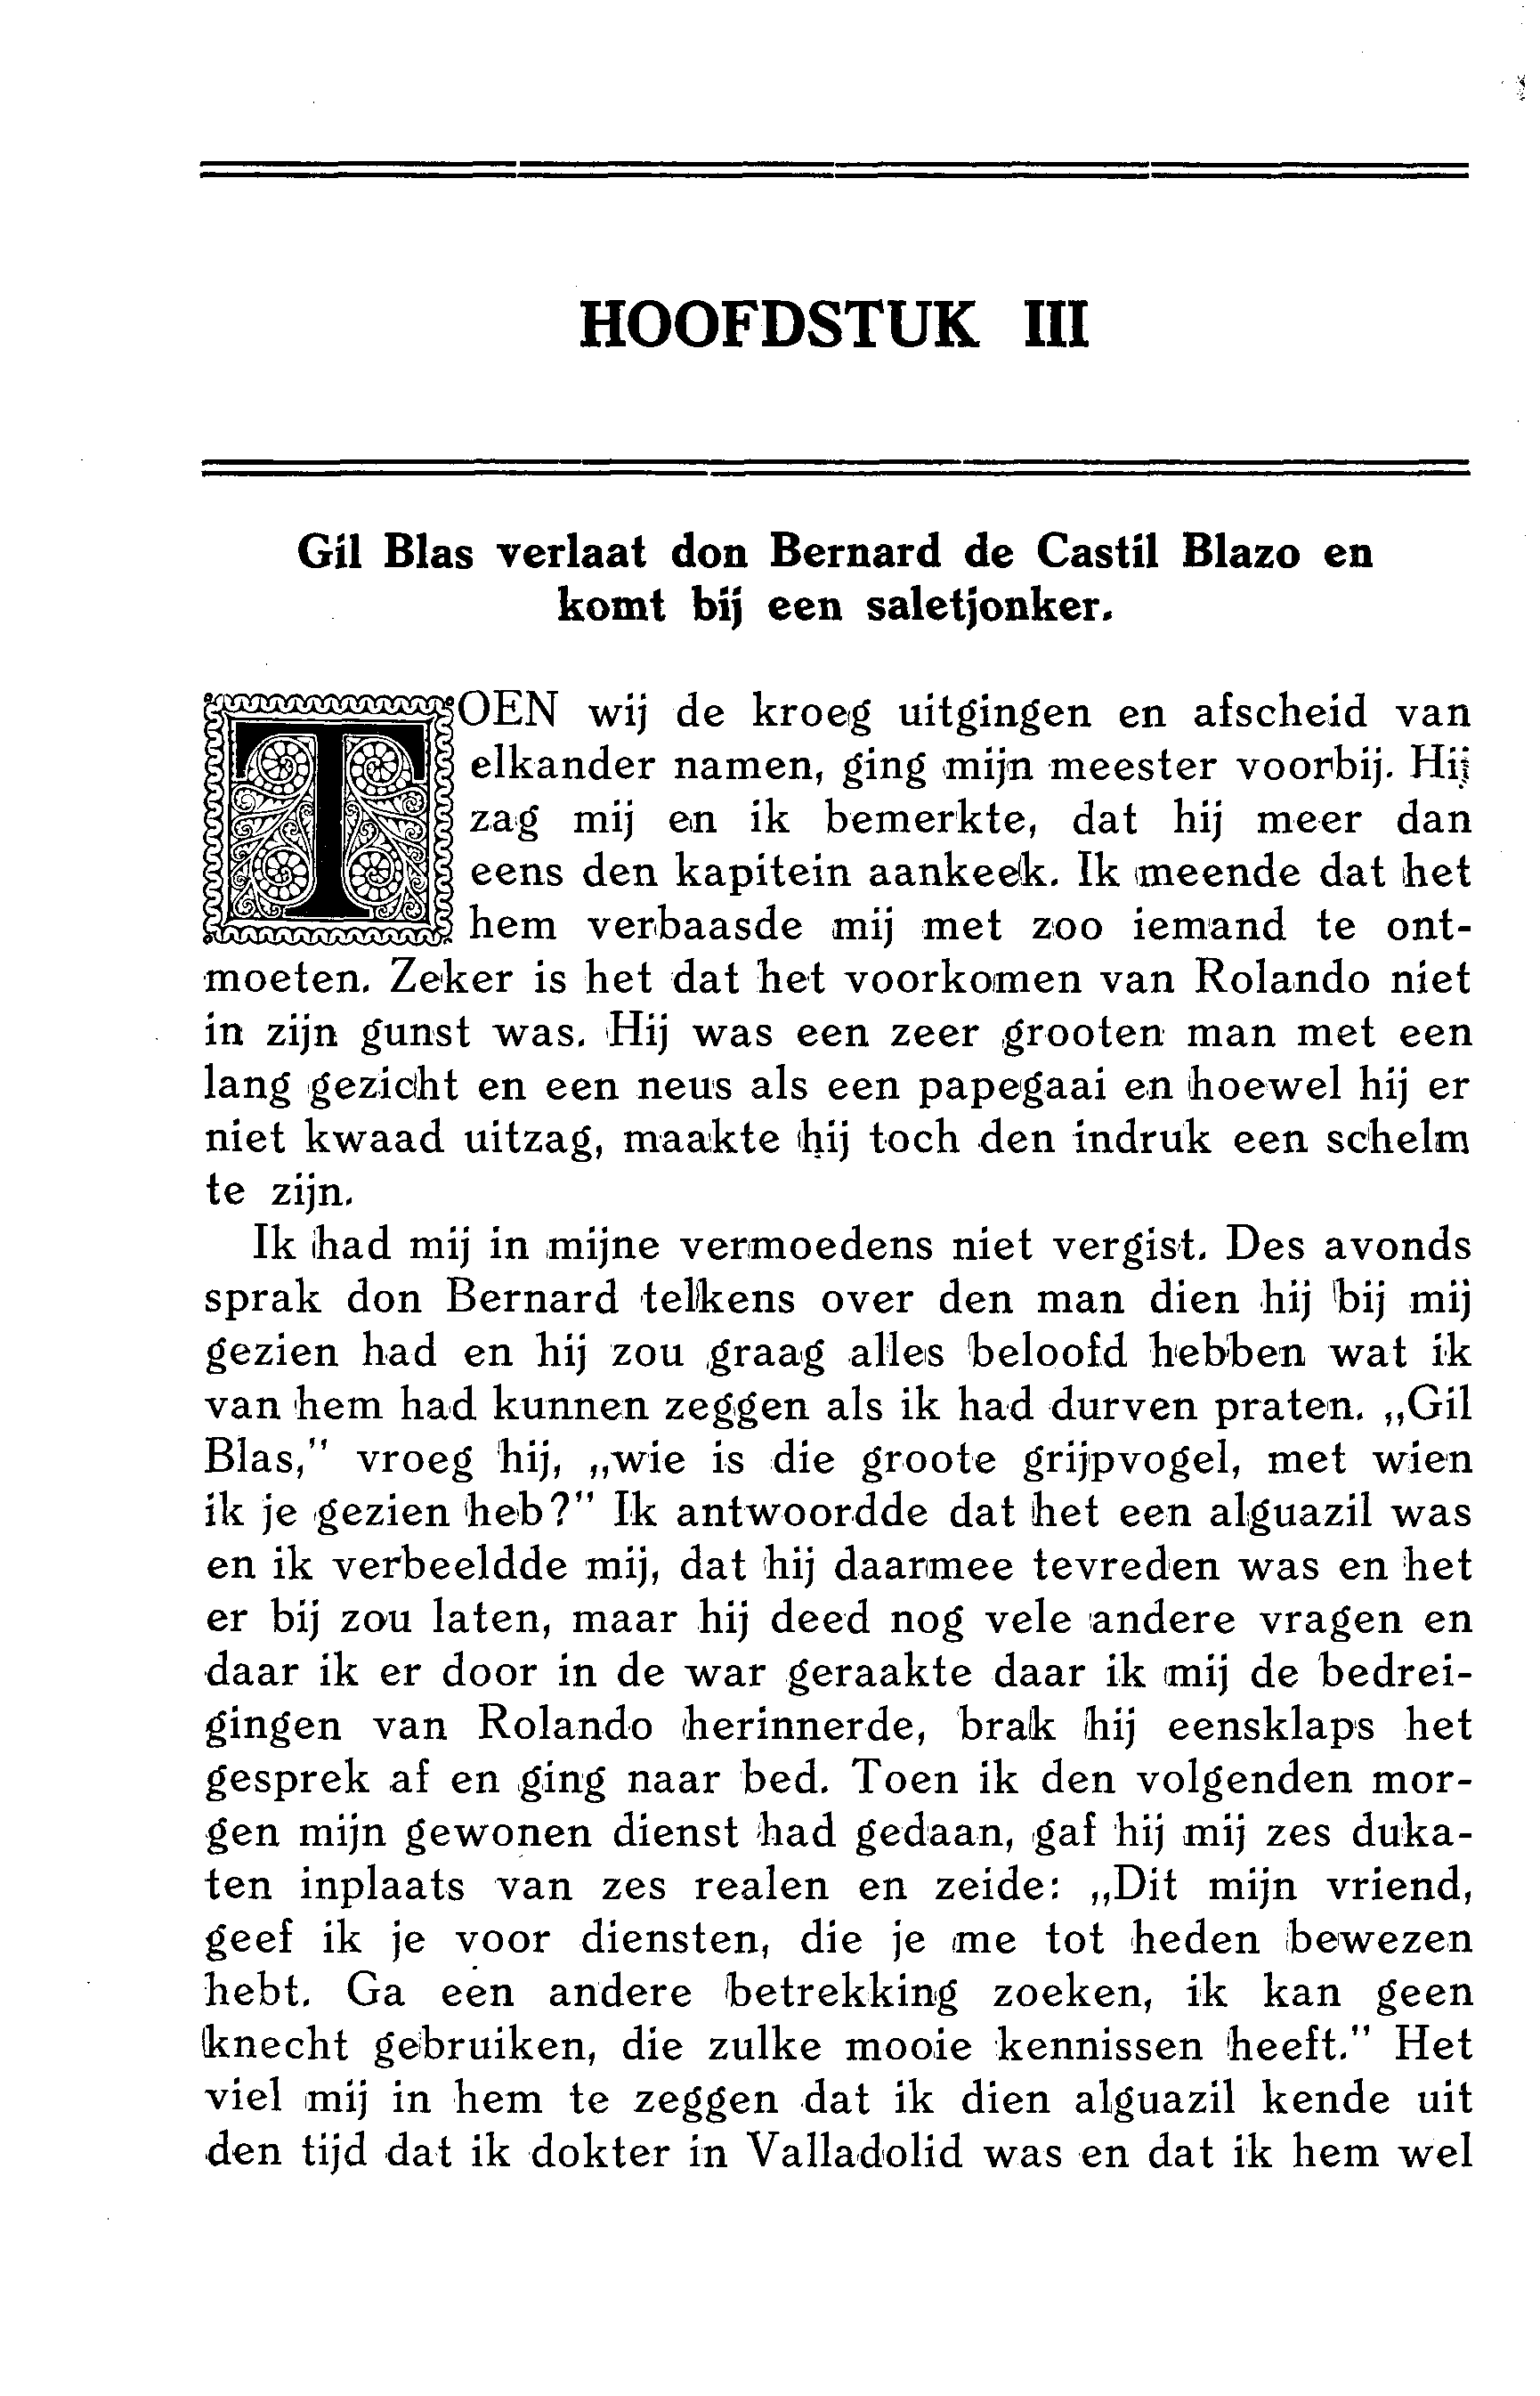 HOOFDSTUK III
Gil Blas verlaat don Bernard de Castil Blazo en
komt bij een saletjonker.
TOEN wij de kroeg uitgingen en afscheid van
elkander namen, ging mijn meester voorbij. Hij
zag mij en ik bemerkte, dat hij meer dan
eens den kapitein aankeek. Ik meende dat het
hem verbaasde mij met zoo iemand te ont-
moeten. Zeker is het dat het voorkomen van Rolando niet
in zijn gunst was. Hij was een zeer grooten man met een
lang gezicht en een neus als een papegaai en hoewel hij er
niet kwaad uitzag, maakte hij toch den indruk een schelm
te zijn.
Ik had mij in mijne vermoedens niet vergist. Des avonds
sprak don Bernard telkens over den man dien hij bij mij
gezien had en hij zou graag alles beloofd hebben wat ik
van hem had kunnen zeggen als ik had durven praten. „Gil
Blas,” vroeg hij, „wie is die groote grijpvogel, met wien
ik je gezien heb?” Ik antwoordde dat het een alguazil was
en ik verbeeldde mij, dat hij daarmee tevreden was en het
er bij zou laten, maar hij deed nog vele andere vragen en
daar ik er door in de war geraakte daar ik mij de bedrei-
gingen van Rolando herinnerde, brak hij eensklaps het
gesprek af en ging naar bed. Toen ik den volgenden mor-
gen mijn gewonen dienst had gedaan, gaf hij mij zes duka-
ten inplaats van zes realen en zeide: „Dit mijn vriend,
geef ik je voor diensten, die je me tot heden bewezen
hebt. Ga een andere betrekking zoeken, ik kan geen
knecht gebruiken, die zulke mooie kennissen heeft.” Het
viel mij in hem te zeggen dat ik dien alguazil kende uit
den tijd dat ik dokter in Valladolid was en dat ik hem wel